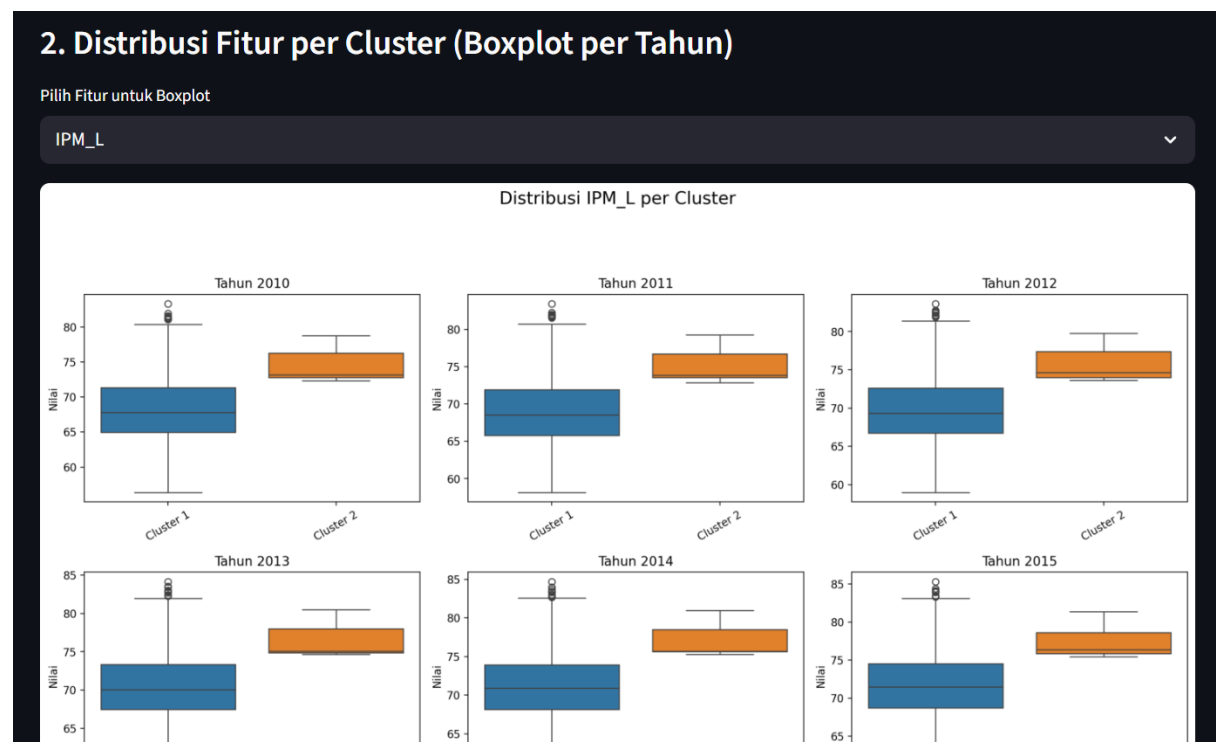 2. Distribusi Fitur per Cluster (Boxplot per Tahun)
Pilih Fitur untuk Boxplot
IPM_L
Distribusi IPM_L per Cluster
Tahun 2010
Nilai
80
75
70
65
60
Cluster 1
Cluster 2
Tahun 2011
Nilai
80
75
70
65
60
Cluster 1
Cluster 2
Tahun 2012
Nilai
80
75
70
65
60
Cluster 1
Cluster 2
Tahun 2013
Nilai
85
80
75
70
65
Tahun 2014
Nilai
85
80
75
70
65
Tahun 2015
Nilai
85
80
75
70
65